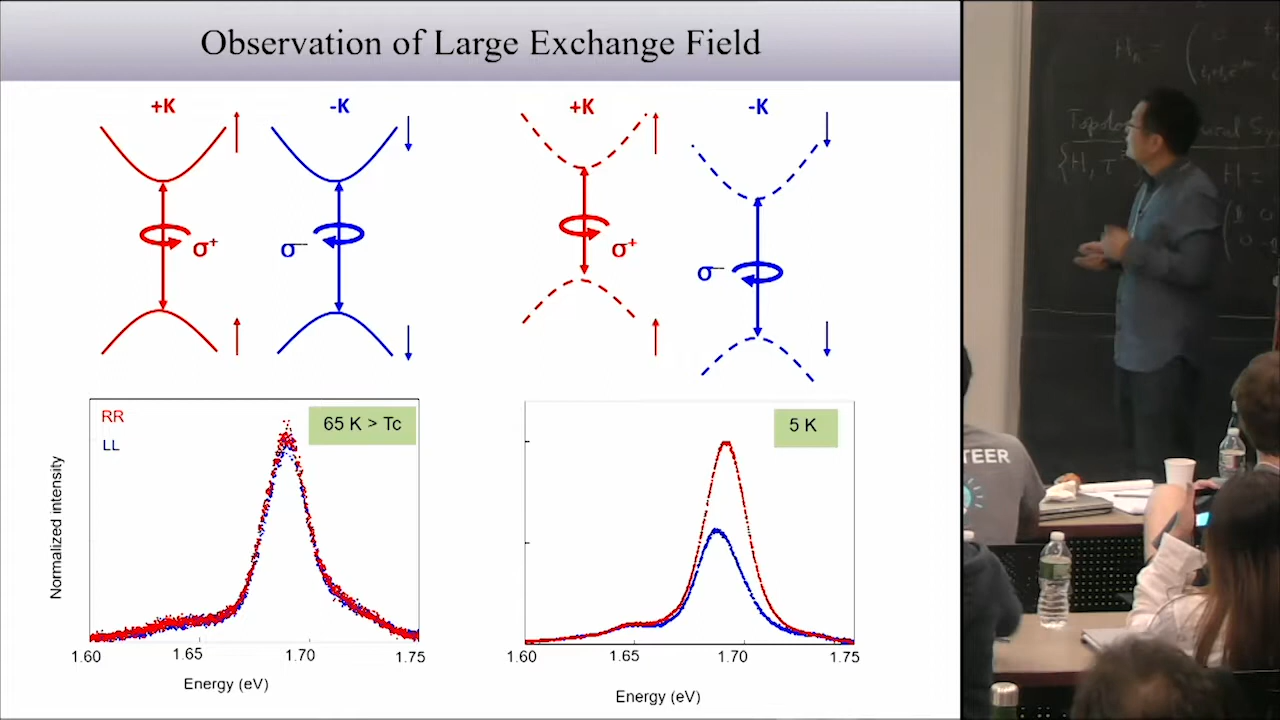 Observation of Large Exchange Field
+K
-K
+K
-K
σ+
σ−
σ+
σ−
RR
LL
65 K > Tc
5 K
Normalized intensity
1.60
1.65
1.70
1.75
1.60
1.65
1.70
1.75
Energy (eV)
Energy (eV)
TEER